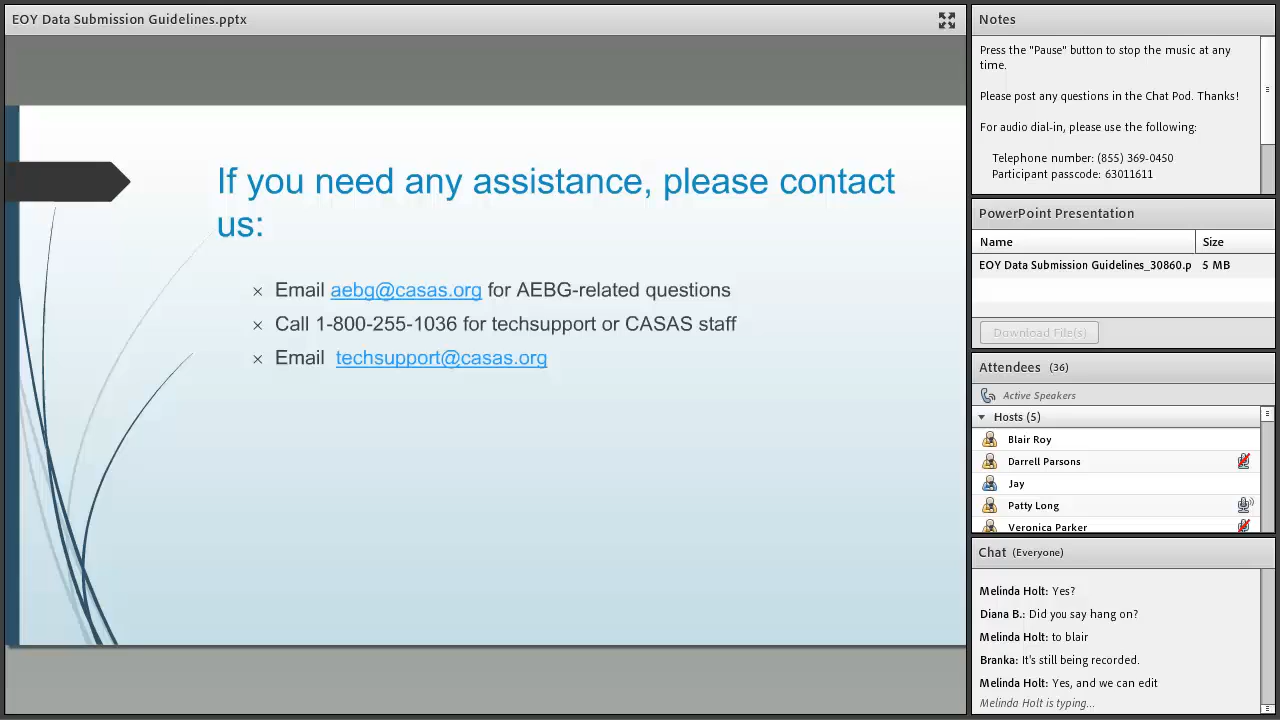 EOY Data Submission Guidelines.pptx
If you need any assistance, please contact
us:
× Email aebg@casas.org for AEBG-related questions
× Call 1-800-255-1036 for techsupport or CASAS staff
× Email techsupport@casas.org
Notes
Press the "Pause" button to stop the music at any
time.
Please post any questions in the Chat Pod. Thanks!
For audio dial-in, please use the following:
Telephone number: (855) 369-0450
Participant passcode: 63011611
PowerPoint Presentation
Name Size
EOY Data Submission Guidelines_30860.p 5 MB
Download File(s)
Attendees (36)
Active Speakers
Hosts (5)
Blair Roy
Darrell Parsons
Jay
Patty Long
Veronica Parker
Chat (Everyone)
Melinda Holt: Yes?
Diana B.: Did you say hang on?
Melinda Holt: to blair
Branka: It's still being recorded.
Melinda Holt: Yes, and we can edit
Melinda Holt is typing...